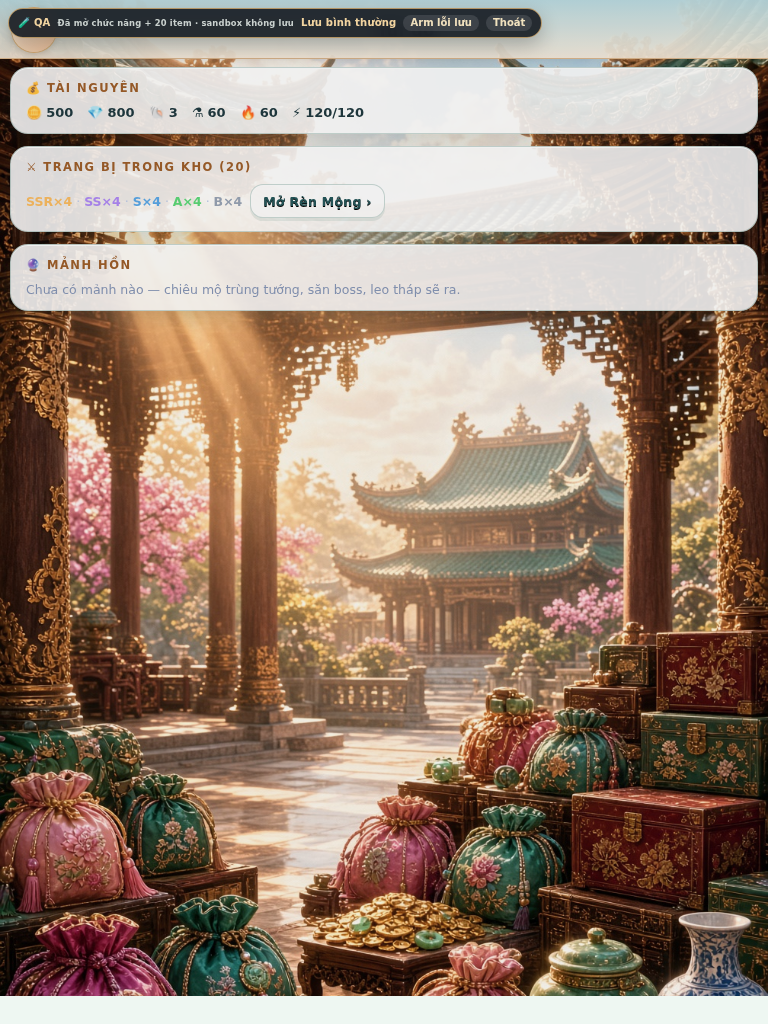 🧪 QA Đã mở chức năng + 20 item · sandbox không lưu Lưu bình thường Arm lỗi lưu Thoát
💰 TÀI NGUYÊN
🪙 500 💎 800 🐚 3 ⚗ 60 🔥 60 ⚡ 120/120
⚔ TRANG BỊ TRONG KHO (20)
SSR×4 · SS×4 · S×4 · A×4 · B×4 Mở Rèn Mộng ›
🔮 MẢNH HỒN
Chưa có mảnh nào — chiêu mộ trùng tướng, săn boss, leo tháp sẽ ra.